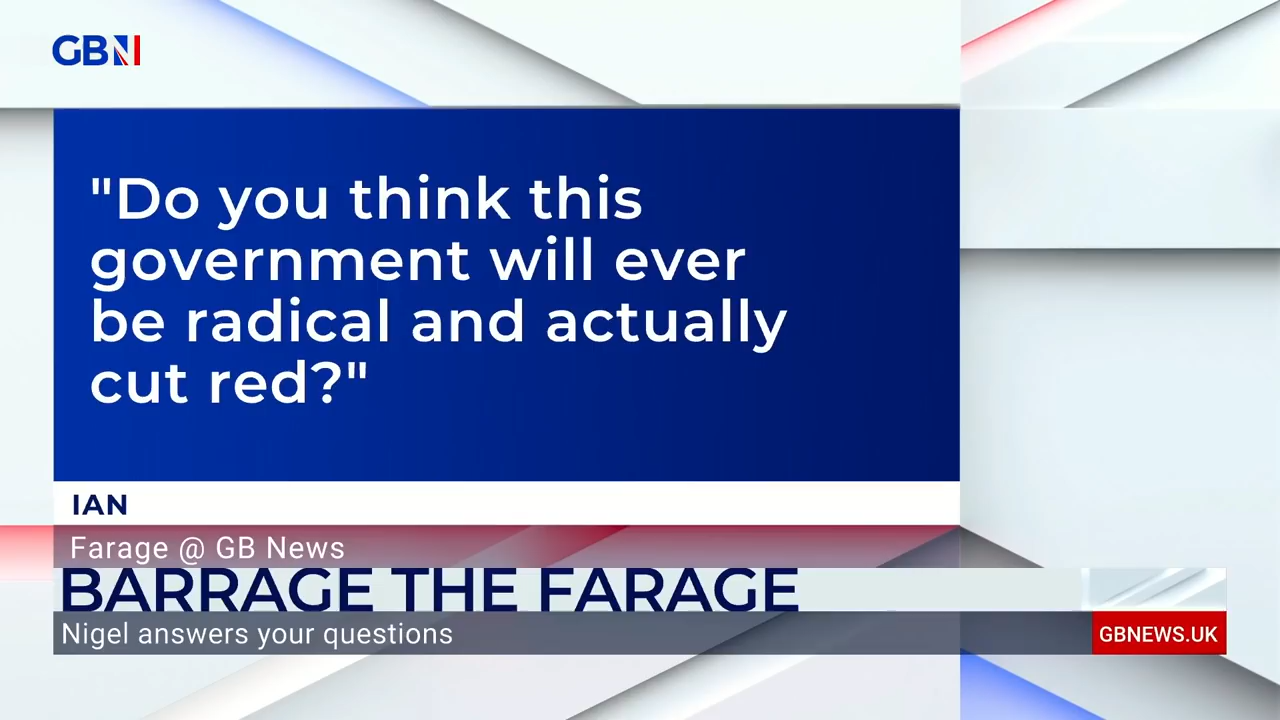 GBN
"Do you think this
government will ever
be radical and actually
cut red?"
IAN
Farage @ GB News
BARRAGE THE FARAGE
Nigel answers your questions
GBNEWS.UK